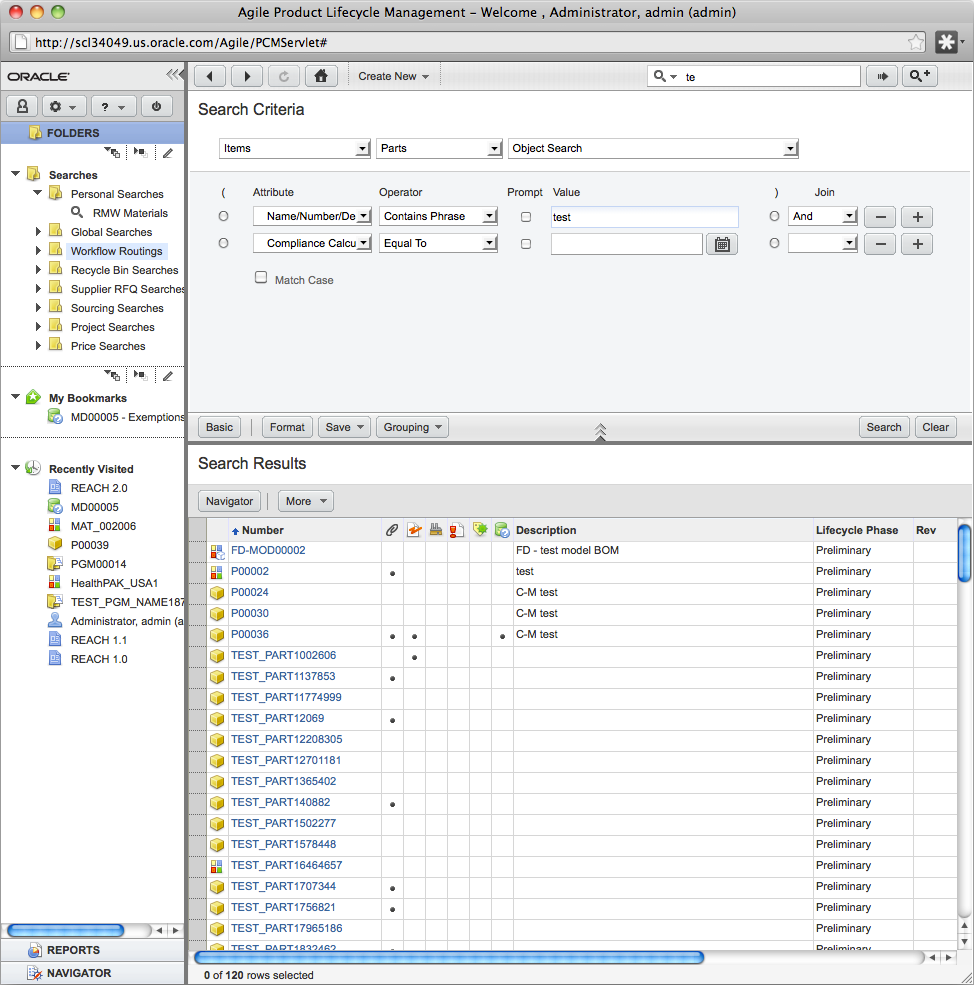 Agile Product Lifecycle Management – Welcome , Administrator, admin (admin)
http://scl34049.us.oracle.com/Agile/PCMServlet#
ORACLE
Create New
te
?
FOLDERS
Searches
Personal Searches
RMW Materials
Global Searches
Workflow Routings
Recycle Bin Searches
Supplier RFQ Searches
Sourcing Searches
Project Searches
Price Searches
My Bookmarks
MD00005 - Exemptions
Recently Visited
REACH 2.0
MD00005
MAT_002006
P00039
PGM00014
HealthPAK_USA1
TEST_PGM_NAME187
Administrator, admin (a
REACH 1.1
REACH 1.0
REPORTS
NAVIGATOR
Search Criteria
Items Parts Object Search
( Attribute Operator Prompt Value ) Join
Name/Number/De Contains Phrase test And
Compliance Calcu Equal To
Match Case
Basic Format Save Grouping Search Clear
Search Results
Navigator More
Number Description Lifecycle Phase Rev
FD-MOD00002 FD - test model BOM Preliminary
P00002 test Preliminary
P00024 C-M test Preliminary
P00030 C-M test Preliminary
P00036 C-M test Preliminary
TEST_PART1002606 Preliminary
TEST_PART1137853 Preliminary
TEST_PART11774999 Preliminary
TEST_PART12069 Preliminary
TEST_PART12208305 Preliminary
TEST_PART12701181 Preliminary
TEST_PART1365402 Preliminary
TEST_PART140882 Preliminary
TEST_PART1502277 Preliminary
TEST_PART1578448 Preliminary
TEST_PART16464657 Preliminary
TEST_PART1707344 Preliminary
TEST_PART1756821 Preliminary
TEST_PART17965186 Preliminary
TEST_PART1832462 Preliminary
0 of 120 rows selected